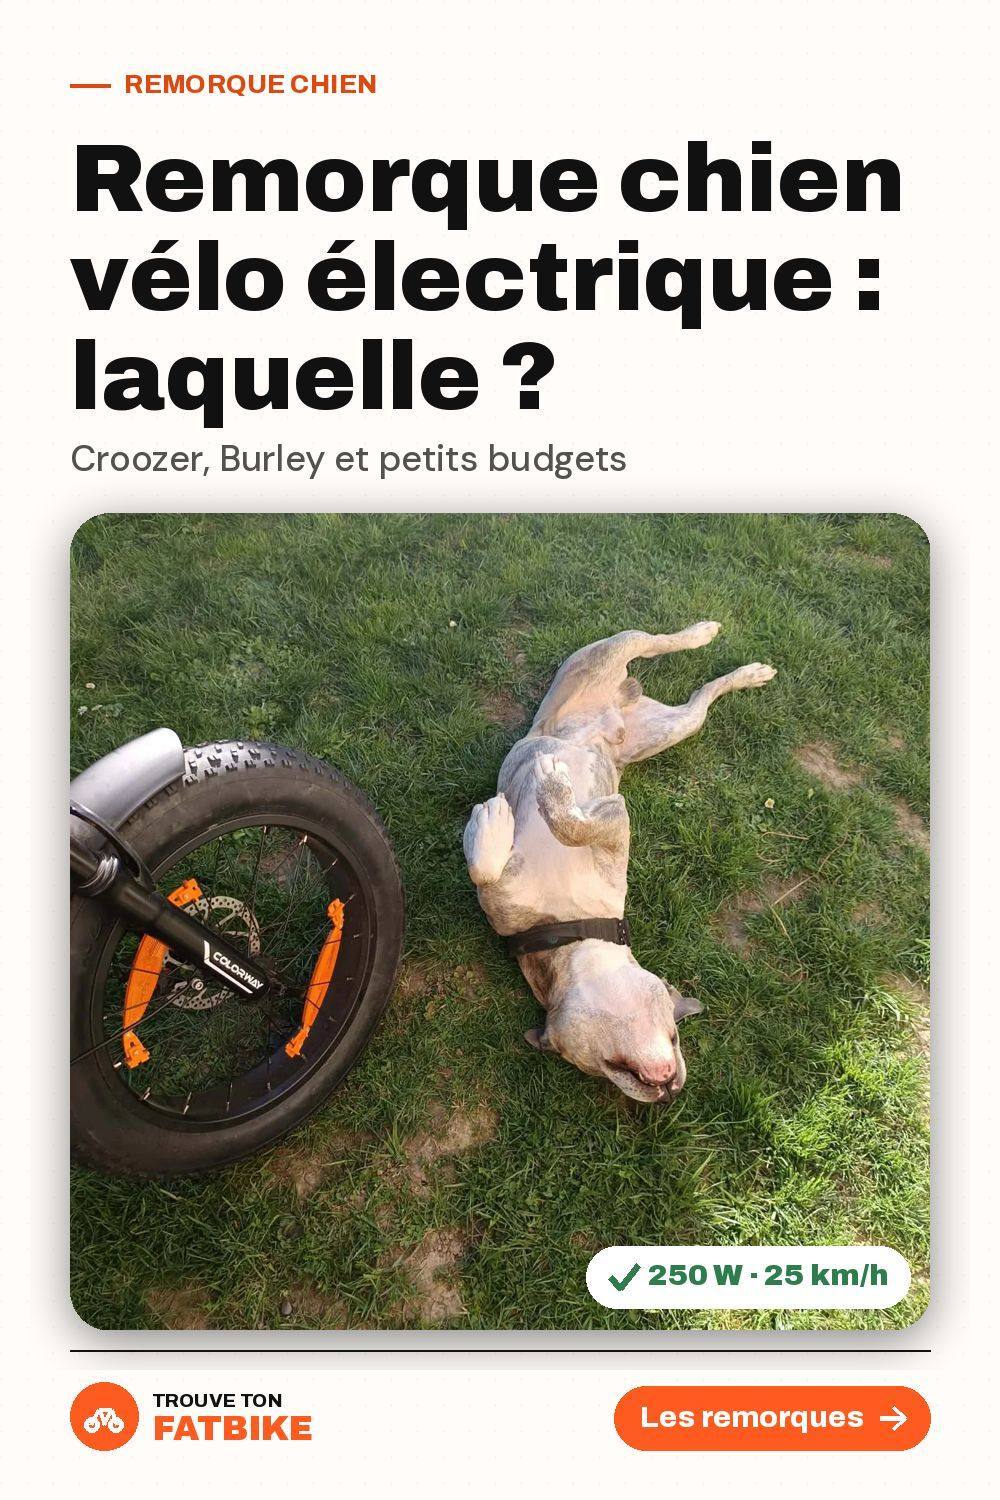 REMORQUE CHIEN
Remorque chien
vélo électrique :
laquelle ?
Croozer, Burley et petits budgets
COLORWAY
250 W · 25 km/h
TROUVE TON
FATBIKE
Les remorques →